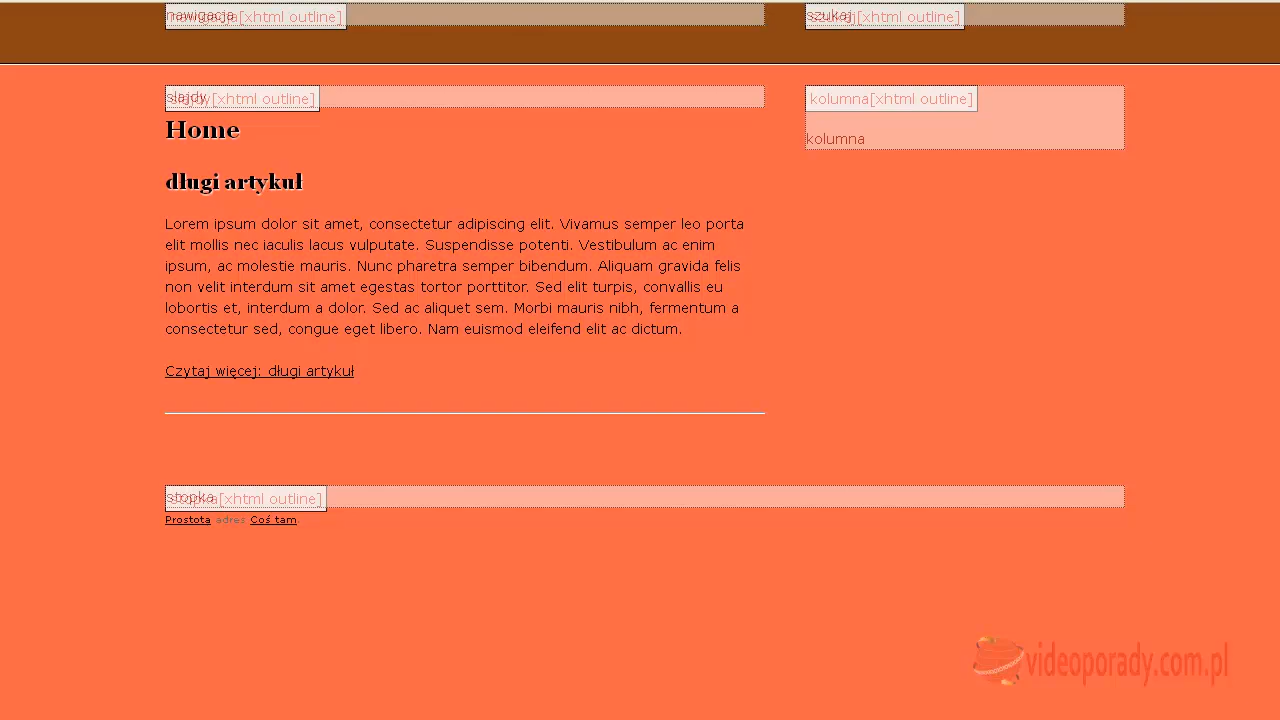 nawigacja
nawigacja[xhtml outline]
szukaj
szukaj[xhtml outline]
slajdy
slajdy[xhtml outline]
kolumna[xhtml outline]
kolumna
Home
długi artykuł
Lorem ipsum dolor sit amet, consectetur adipiscing elit. Vivamus semper leo porta
elit mollis nec iaculis lacus vulputate. Suspendisse potenti. Vestibulum ac enim
ipsum, ac molestie mauris. Nunc pharetra semper bibendum. Aliquam gravida felis
non velit interdum sit amet egestas tortor porttitor. Sed elit turpis, convallis eu
lobortis et, interdum a dolor. Sed ac aliquet sem. Morbi mauris nibh, fermentum a
consectetur sed, congue eget libero. Nam euismod eleifend elit ac dictum.
Czytaj więcej: długi artykuł
stopka
stopka[xhtml outline]
Prostota adres Coś tam.
videoporady.com.pl